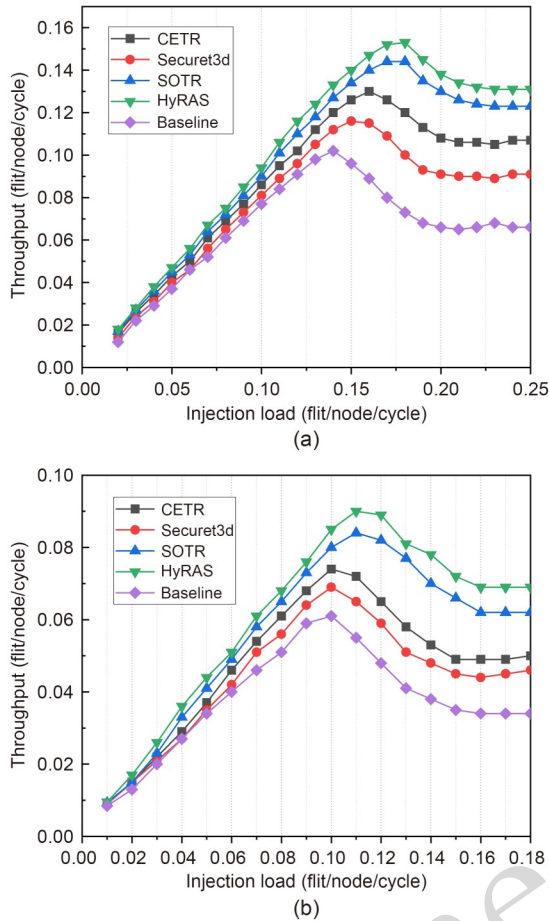 0.16
0.14
0.12
0.10
0.08
0.06
0.04
0.02
0.00
Throughput (flit/node/cycle)
CETR
Securet3d
SOTR
HyRAS
Baseline
0.00 0.05 0.10 0.15 0.20 0.25
Injection load (flit/node/cycle)
(a)
0.10
0.08
0.06
0.04
0.02
0.00
Throughput (flit/node/cycle)
CETR
Securet3d
SOTR
HyRAS
Baseline
0.00 0.02 0.04 0.06 0.08 0.10 0.12 0.14 0.16 0.18
Injection load (flit/node/cycle)
(b)